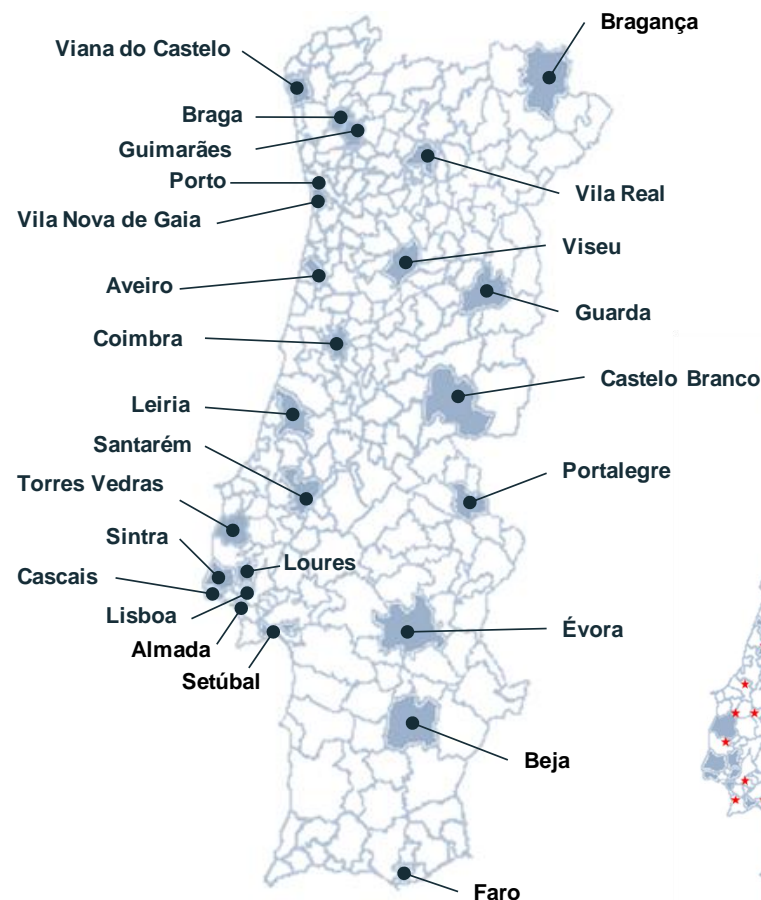 Bragança
Viana do Castelo
Braga
Guimarães
Porto
Vila Real
Vila Nova de Gaia
Viseu
Aveiro
Guarda
Coimbra
Castelo Branco
Leiria
Santarém
Portalegre
Torres Vedras
Sintra
Loures
Cascais
Lisboa
Évora
Almada
Setúbal
Beja
Faro